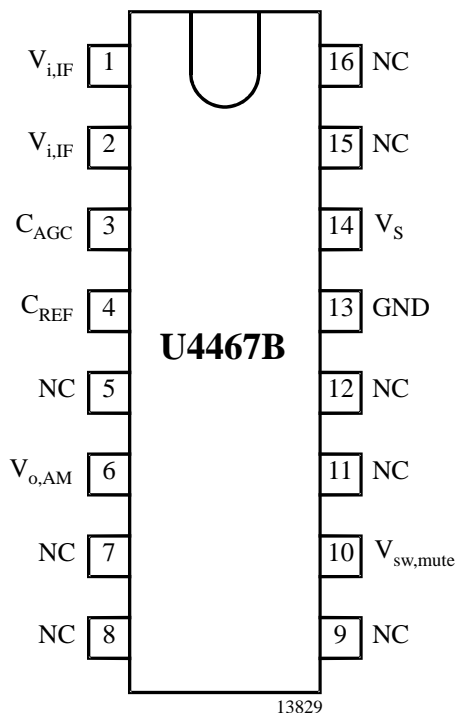 V_{i,IF} 1 16 NC
V_{i,IF} 2 15 NC
C_{AGC} 3 14 V_{S}
C_{REF} 4 13 GND
U4467B
NC 5 12 NC
V_{o,AM} 6 11 NC
NC 7 10 V_{sw,mute}
NC 8 9 NC
13829